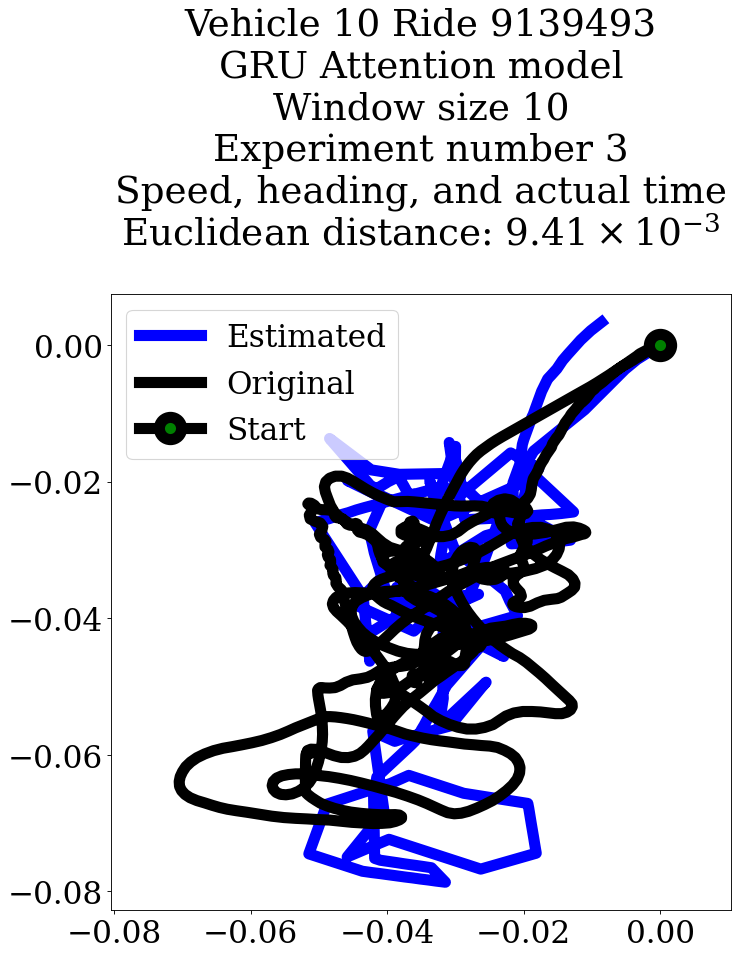 Vehicle 10 Ride 9139493
GRU Attention model
Window size 10
Experiment number 3
Speed, heading, and actual time
Euclidean distance: 9.41 × 10⁻³
Estimated
Original
Start
0.00
−0.02
−0.04
−0.06
−0.08
−0.08 −0.06 −0.04 −0.02 0.00